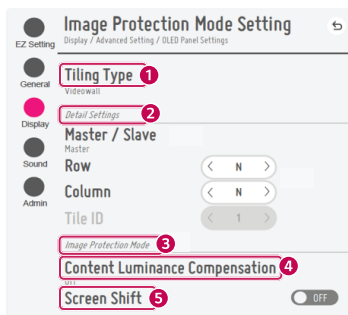 Image Protection Mode Setting
Display / Advanced Setting / OLED Panel Settings
EZ Setting
General
Display
Sound
Admin
Tiling Type 1
Videowall
Detail Settings 2
Master / Slave
Master
Row < N >
Column < N >
Tile ID < 1 >
Image Protection Mode 3
Content Luminance Compensation 4
Off
Screen Shift 5 OFF